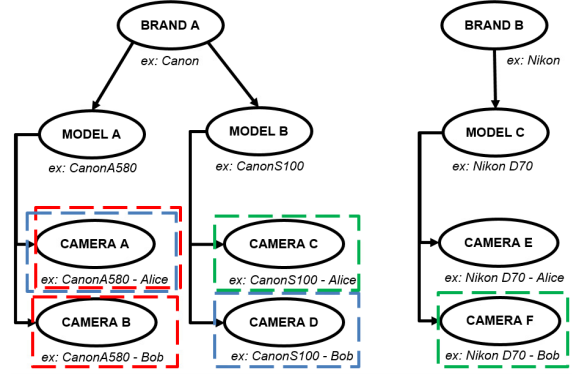 BRAND A
ex: Canon
BRAND B
ex: Nikon
MODEL A
ex: CanonA580
MODEL B
ex: CanonS100
MODEL C
ex: Nikon D70
CAMERA A
ex: CanonA580 - Alice
CAMERA C
ex: CanonS100 - Alice
CAMERA E
ex: Nikon D70 - Alice
CAMERA B
ex: CanonA580 - Bob
CAMERA D
ex: CanonS100 - Bob
CAMERA F
ex: Nikon D70 - Bob